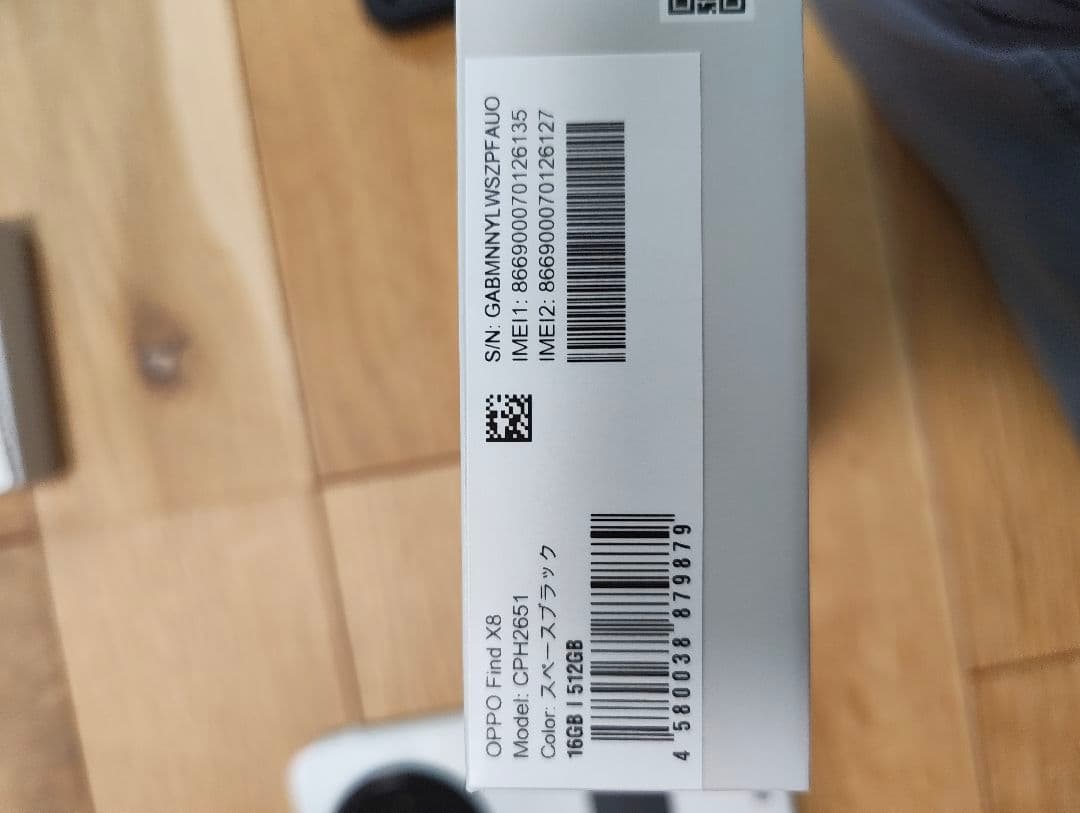 OPPO Find X8
Model: CPH2651
Color: スペースブラック
16GB | 512GB
4 580038 879879
S/N: GABMNNYLWSZPFAUO
IMEI1: 866900070126135
IMEI2: 866900070126127